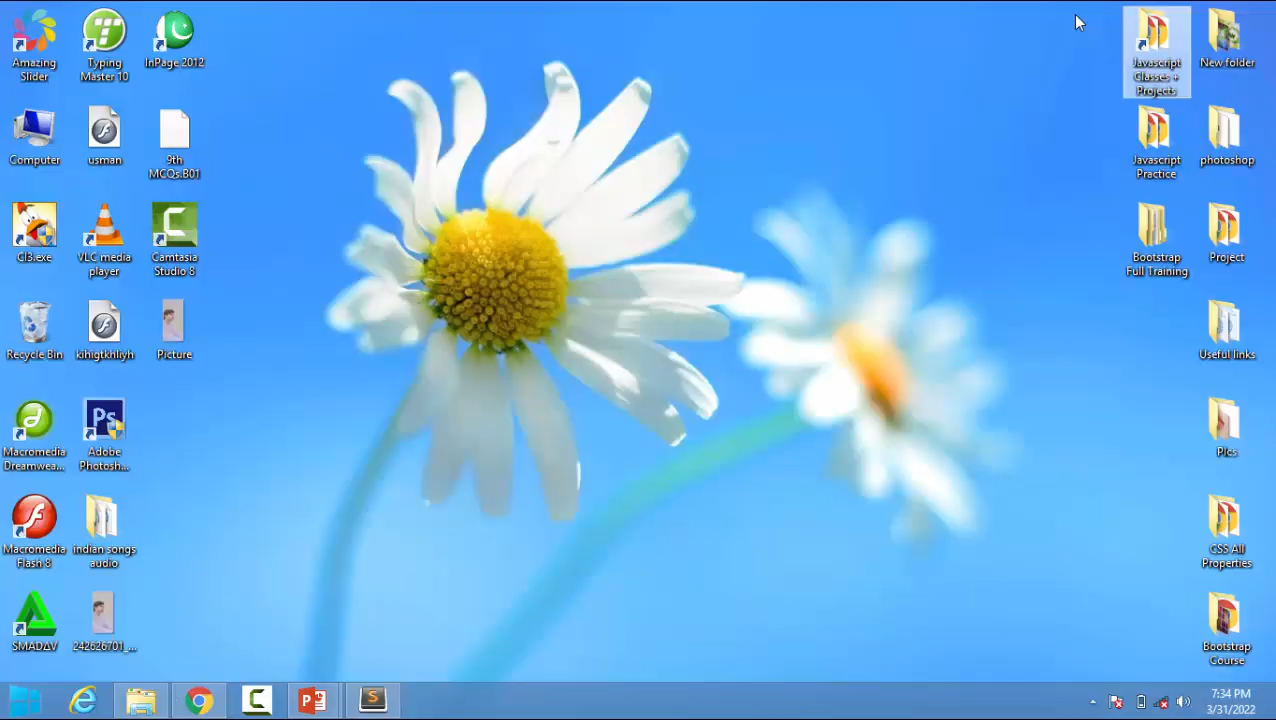 Amazing
Slider
Typing
Master 10
InPage 2012
Computer
usman
9th
MCQs.B01
CI3.exe
VLC media
player
Camtasia
Studio 8
Recycle Bin
kihigtkhliyh
Picture
Macromedia
Dreamwea...
Adobe
Photosh...
Macromedia
Flash 8
indian songs
audio
SMADΔV
242626701_...
Javascript
Classes +
Projects
New folder
Javascript
Practice
photoshop
Bootstrap
Full Training
Project
Useful links
Pics
CSS All
Properties
Bootstrap
Course
7:34 PM
3/31/2022